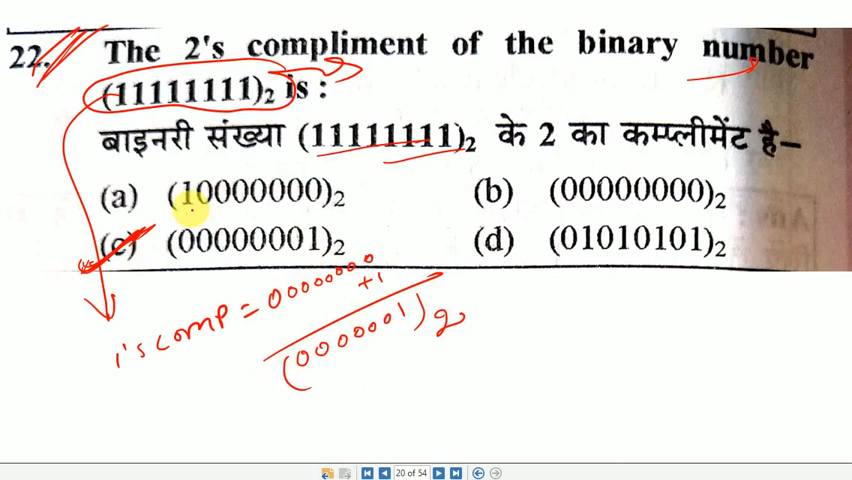 22. The 2's compliment of the binary number
(11111111)₂ is :
बाइनरी संख्या (11111111)₂ के 2 का कम्प्लीमेंट है–
(a) (10000000)₂ (b) (00000000)₂
(c) (00000001)₂ (d) (01010101)₂
1's comp = 00000000
+1
(0000001)₂
20 of 54